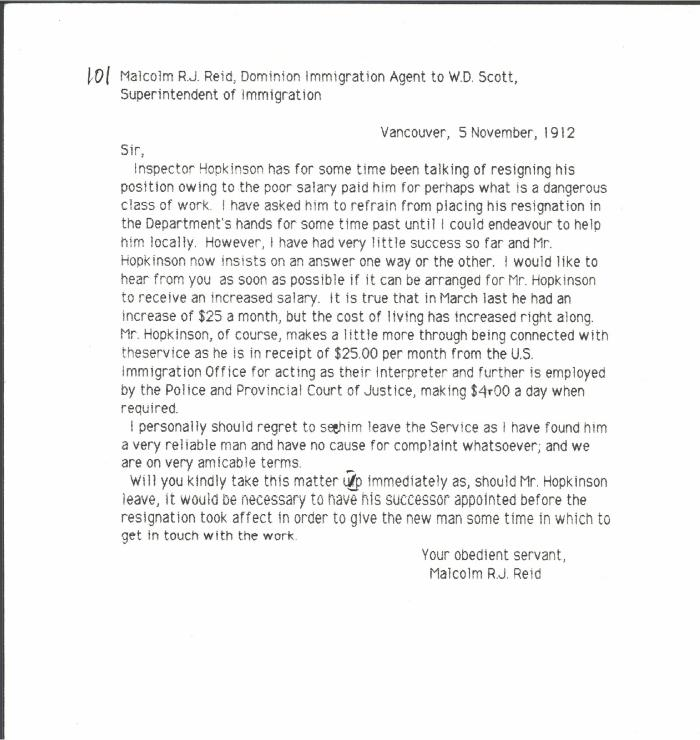 101 Malcolm R.J. Reid, Dominion Immigration Agent to W.D. Scott,
Superintendent of Immigration
Vancouver, 5 November, 1912
Sir,
Inspector Hopkinson has for some time been talking of resigning his
position owing to the poor salary paid him for perhaps what is a dangerous
class of work. I have asked him to refrain from placing his resignation in
the Department's hands for some time past until I could endeavour to help
him locally. However, I have had very little success so far and Mr.
Hopkinson now insists on an answer one way or the other. I would like to
hear from you as soon as possible if it can be arranged for Mr. Hopkinson
to receive an increased salary. It is true that in March last he had an
increase of $25 a month, but the cost of living has increased right along.
Mr. Hopkinson, of course, makes a little more through being connected with
theservice as he is in receipt of $25.00 per month from the U.S.
Immigration Office for acting as their Interpreter and further is employed
by the Police and Provincial Court of Justice, making $4r00 a day when
required.
I personally should regret to seehim leave the Service as I have found him
a very reliable man and have no cause for complaint whatsoever; and we
are on very amicable terms.
Will you kindly take this matter up immediately as, should Mr. Hopkinson
leave, it would be necessary to have his successor appointed before the
resignation took affect in order to give the new man some time in which to
get in touch with the work.
Your obedient servant,
Malcolm R.J. Reid